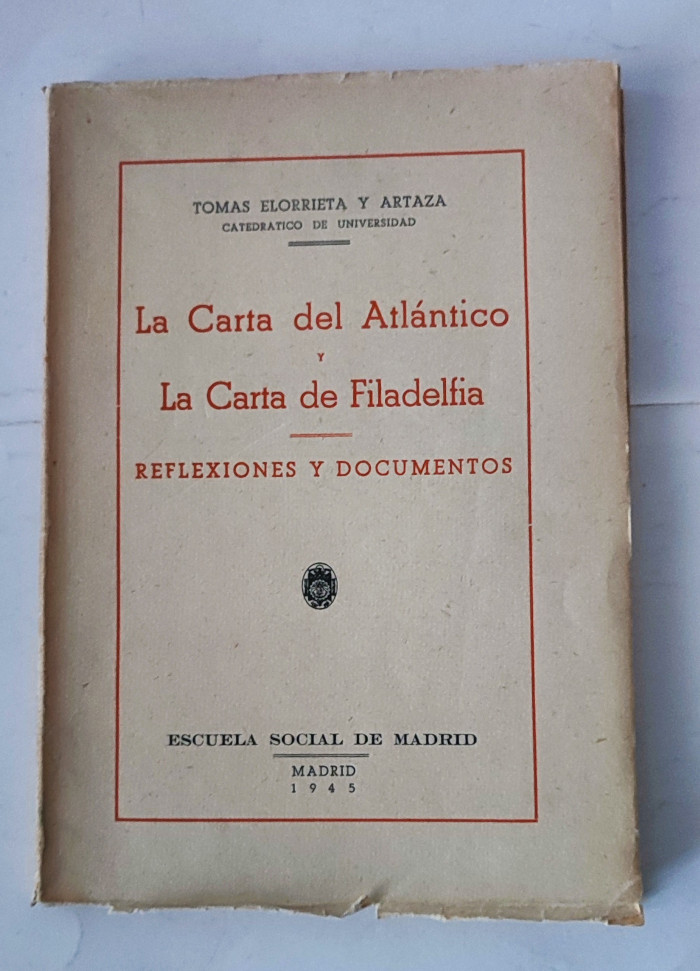 TOMAS ELORRIETA Y ARTAZA
CATEDRATICO DE UNIVERSIDAD
La Carta del Atlántico
Y
La Carta de Filadelfia
REFLEXIONES Y DOCUMENTOS
ESCUELA SOCIAL DE MADRID
MADRID
1945